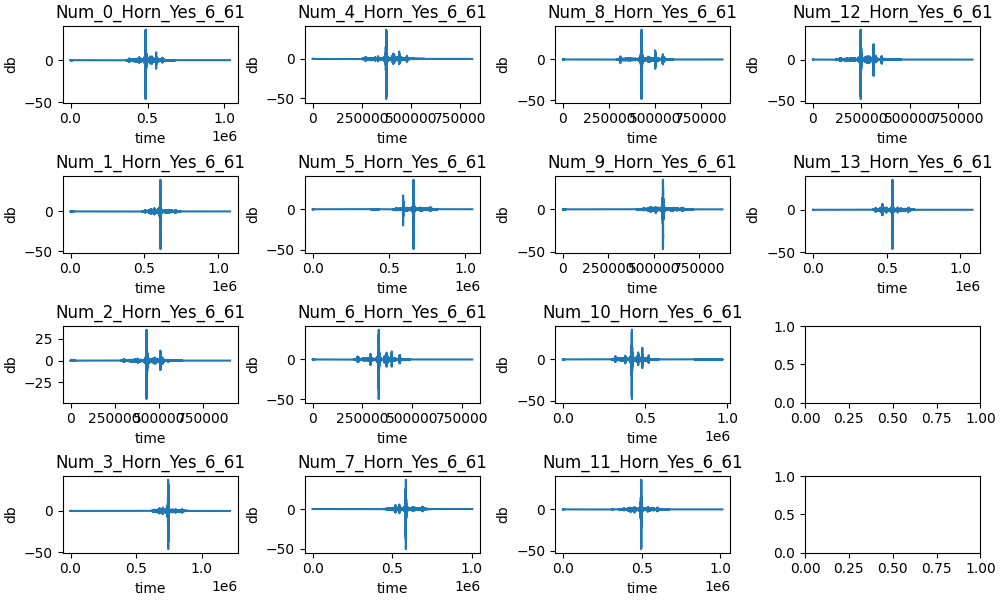 Num_0_Horn_Yes_6_61 Num_4_Horn_Yes_6_61 Num_8_Horn_Yes_6_61 Num_12_Horn_Yes_6_61
db 0 −50 db 0 −50 db 0 −50 db 0 −50
0.0 0.5 1.0 0 250000 500000 750000 0 250000 500000 750000 0 250000 500000 750000
time 1e6 time time time
Num_1_Horn_Yes_6_61 Num_5_Horn_Yes_6_61 Num_9_Horn_Yes_6_61 Num_13_Horn_Yes_6_61
db 0 −50 db 0 −50 db 0 −50 db 0 −50
0.0 0.5 1.0 0.0 0.5 1.0 0 250000 500000 750000 0.0 0.5 1.0
time 1e6 time 1e6 time time 1e6
Num_2_Horn_Yes_6_61 Num_6_Horn_Yes_6_61 Num_10_Horn_Yes_6_61
db 25 0 −25 db 0 −50 db 0 −50 1.0 0.5 0.0
0 250000 500000 750000 0 250000 500000 750000 0.0 0.5 1.0 0.00 0.25 0.50 0.75 1.00
time time time 1e6
Num_3_Horn_Yes_6_61 Num_7_Horn_Yes_6_61 Num_11_Horn_Yes_6_61
db 0 −50 db 0 −50 db 0 −50 1.0 0.5 0.0
0.0 0.5 1.0 0.0 0.5 1.0 0.0 0.5 1.0 0.00 0.25 0.50 0.75 1.00
time 1e6 time 1e6 time 1e6